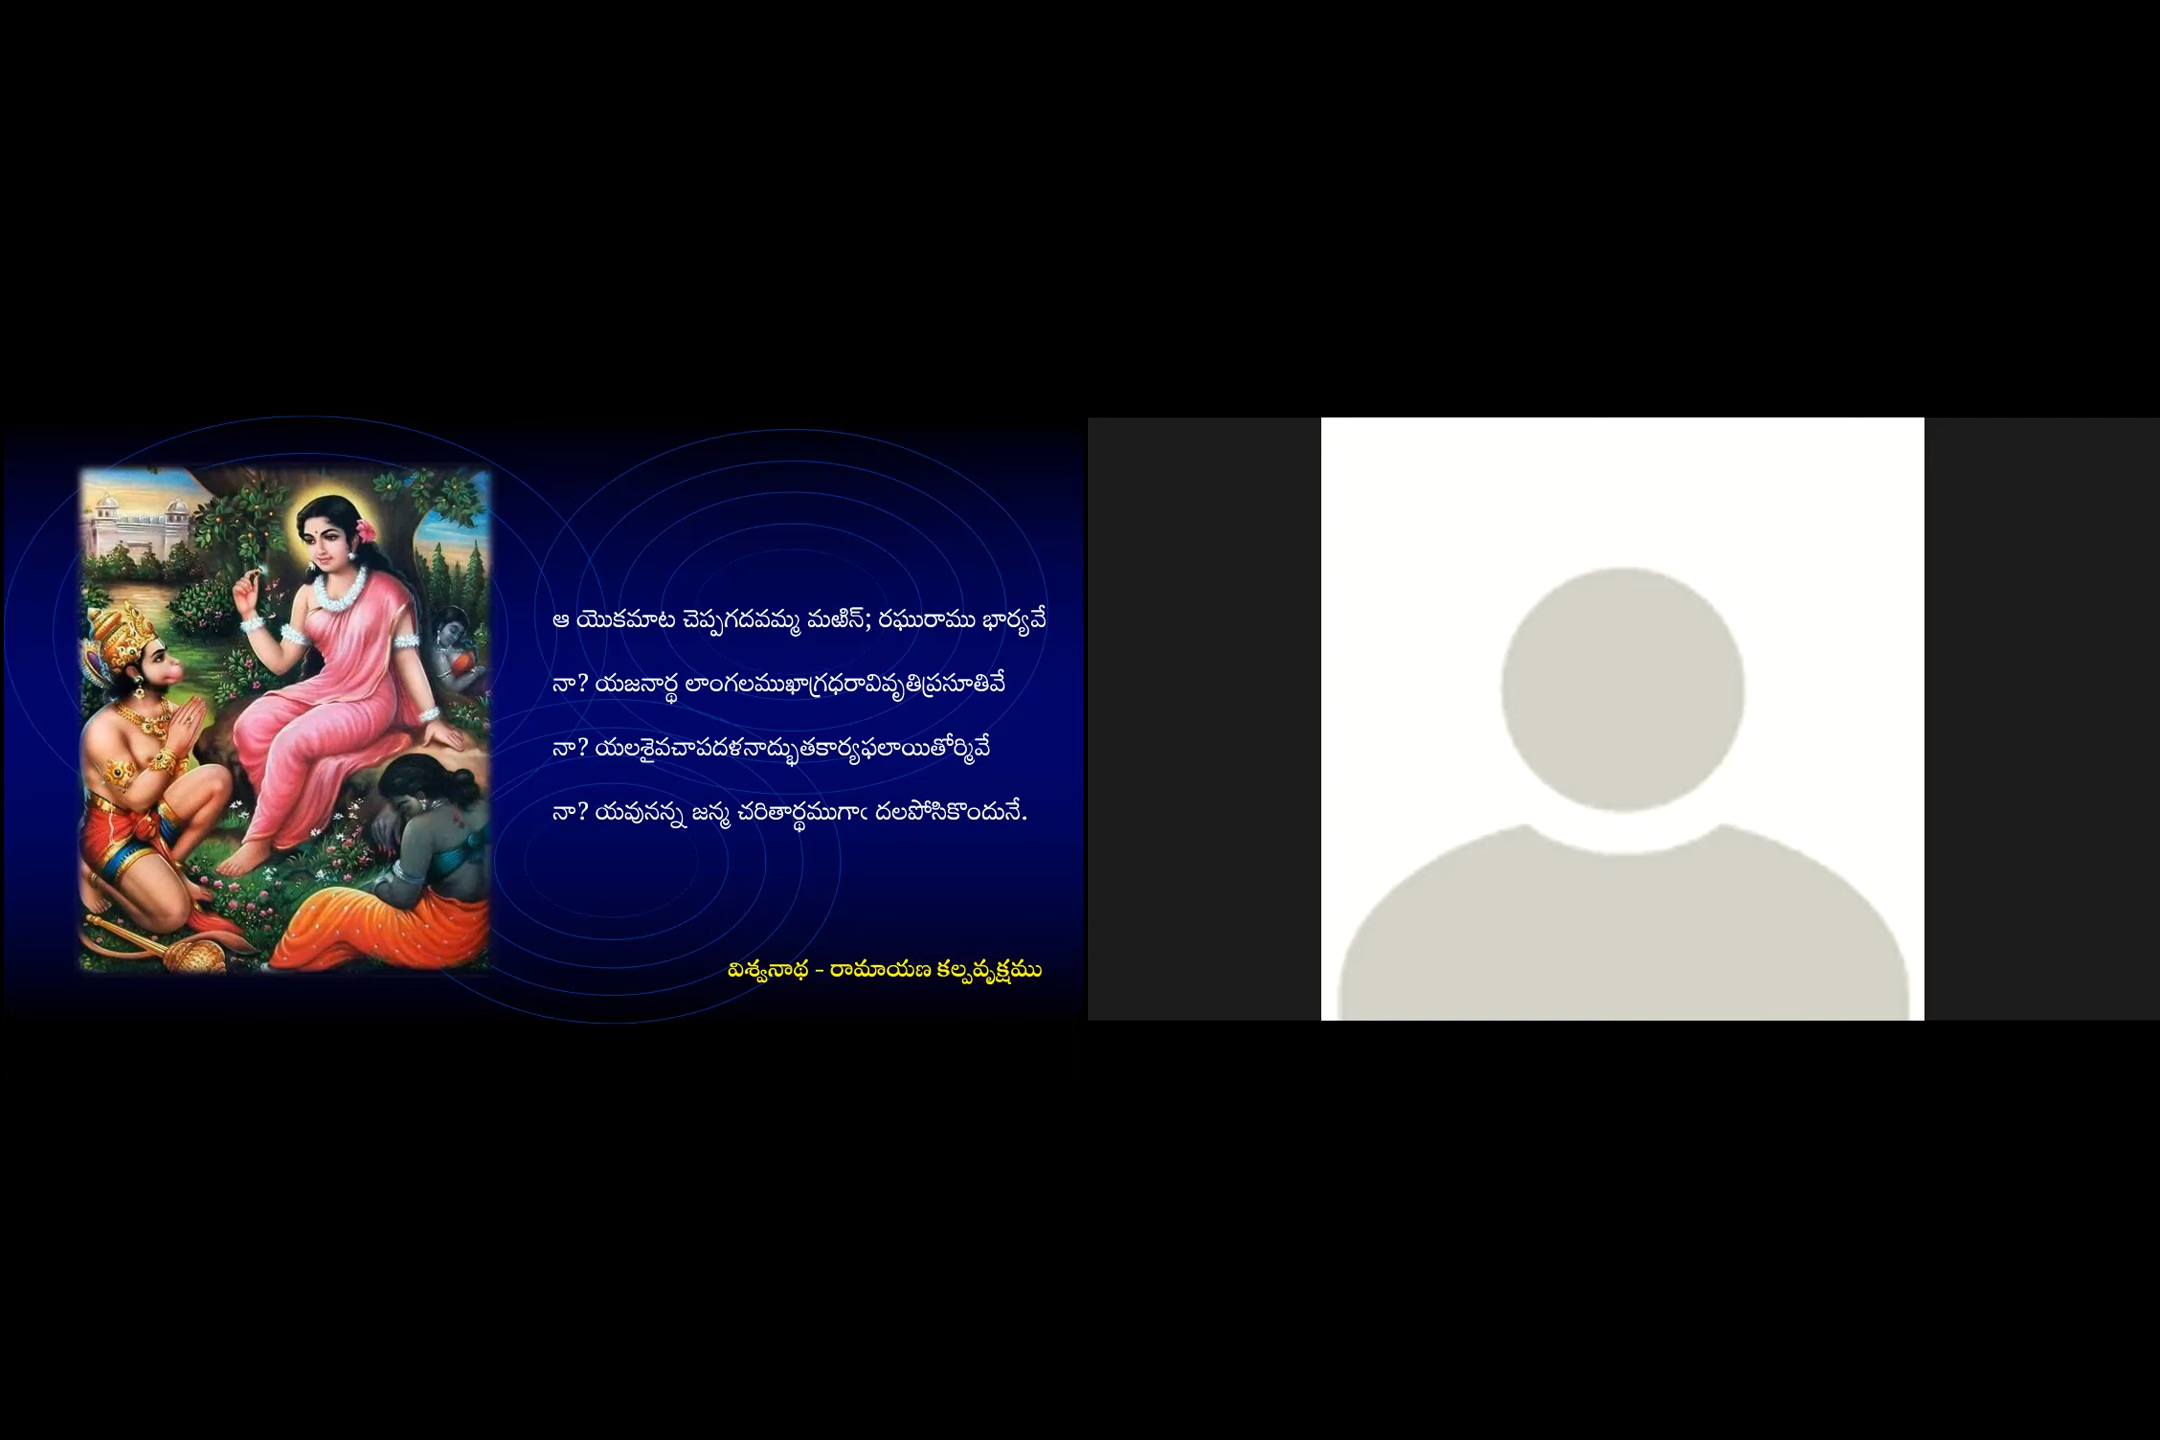 ఆ యొకమాట చెప్పగదవమ్మ మఱిన్; రఘురాము భార్యవే
నా? యజనార్థ లాంగలముఖాగ్రధరావివృతిప్రసూతివే
నా? యలశైవచాపదళనాద్భుతకార్యఫలాయితోర్మివే
నా? యవునన్న జన్మ చరితార్థముగాఁ దలపోసికొందునే.
విశ్వనాథ - రామాయణ కల్పవృక్షము